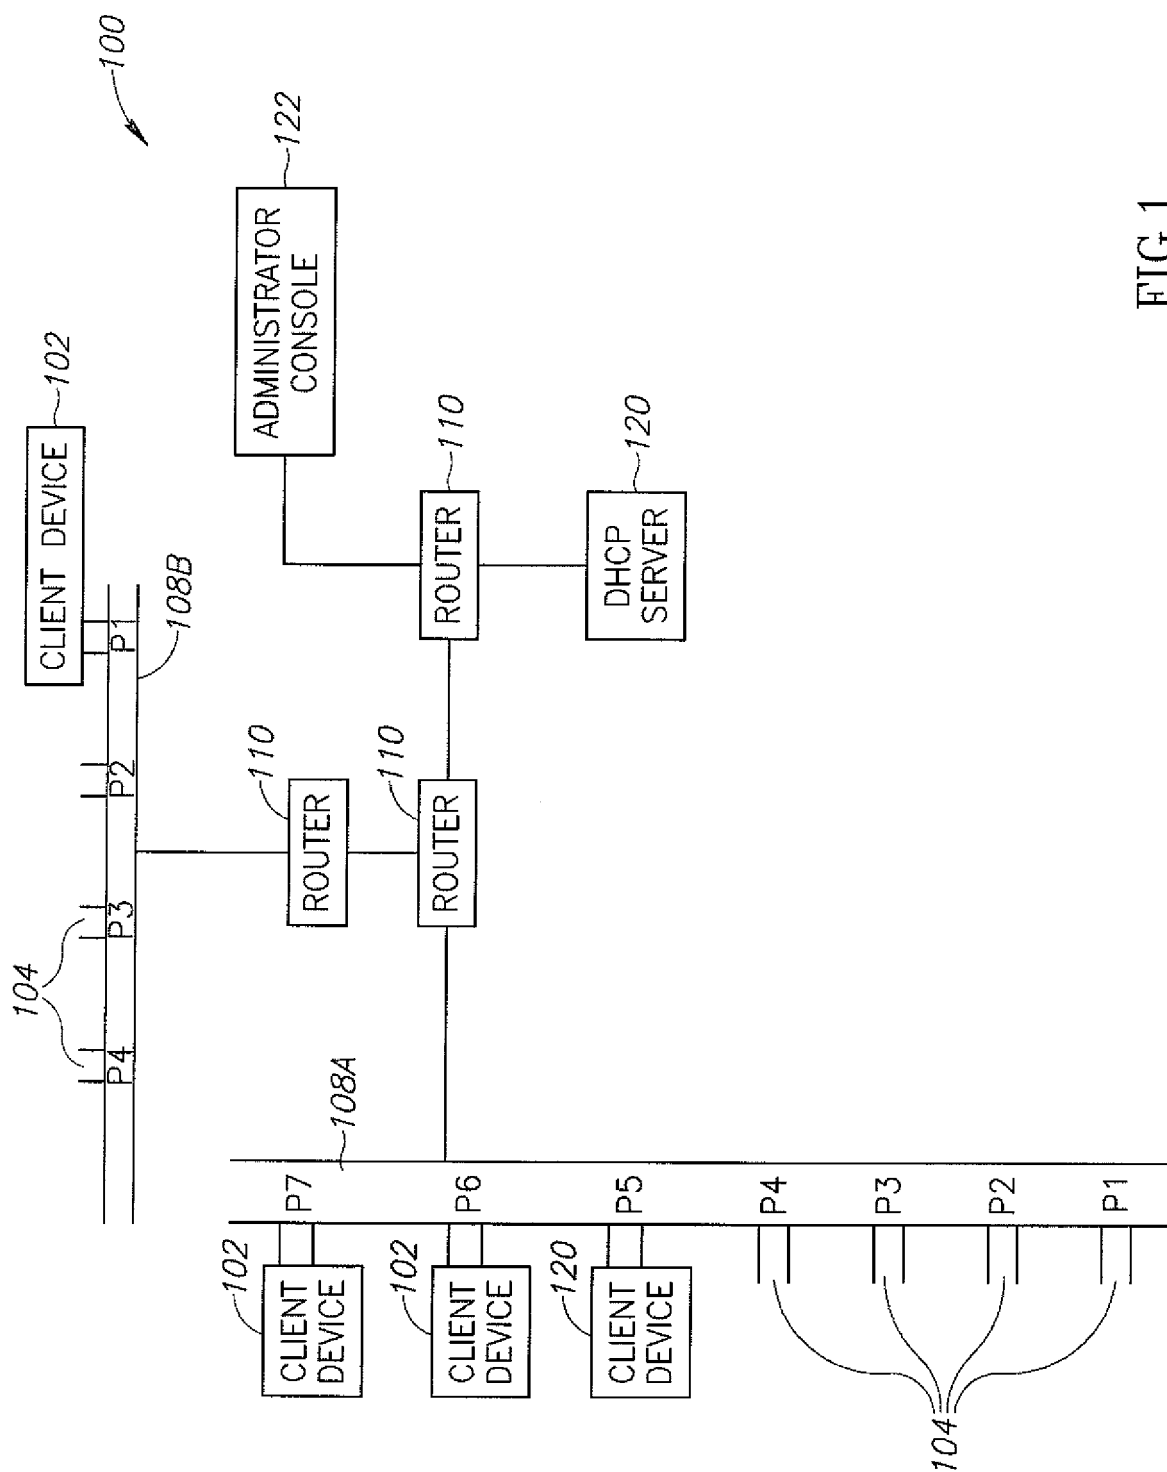 100
104
CLIENT DEVICE
102
P4
P3
P2
P1
108B
102
CLIENT
DEVICE
P7
108A
110
ROUTER
ADMINISTRATOR
CONSOLE
122
102
CLIENT
DEVICE
P6
110
ROUTER
ROUTER
110
120
CLIENT
DEVICE
P5
DHCP
SERVER
120
P4
P3
P2
P1
104
FIG. 1